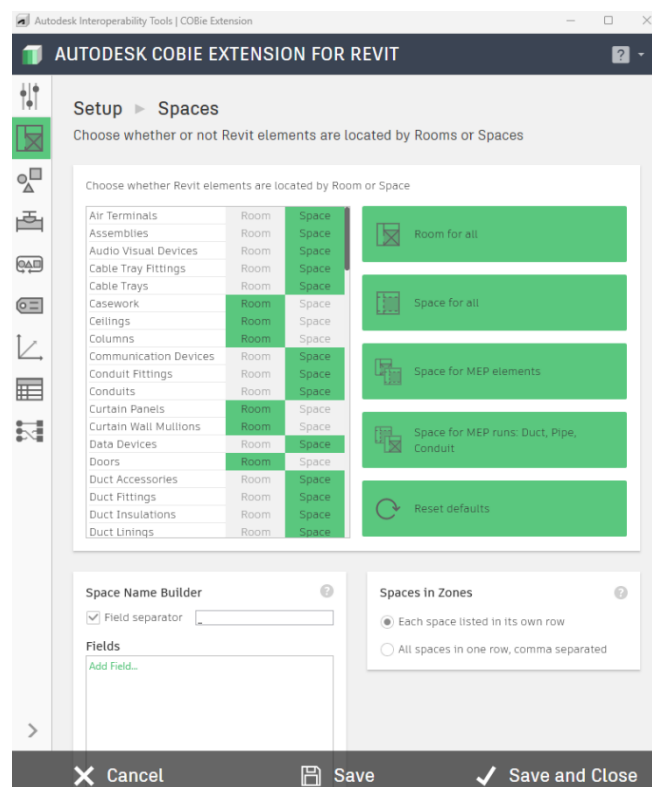 Autodesk Interoperability Tools | COBie Extension
AUTODESK COBIE EXTENSION FOR REVIT
?
Setup ► Spaces
Choose whether or not Revit elements are located by Rooms or Spaces
Choose whether Revit elements are located by Room or Space
Air Terminals Room Space
Assemblies Room Space
Audio Visual Devices Room Space
Cable Tray Fittings Room Space
Cable Trays Room Space
Casework Room Space
Ceilings Room Space
Columns Room Space
Communication Devices Room Space
Conduit Fittings Room Space
Conduits Room Space
Curtain Panels Room Space
Curtain Wall Mullions Room Space
Data Devices Room Space
Doors Room Space
Duct Accessories Room Space
Duct Fittings Room Space
Duct Insulations Room Space
Duct Linings Room Space
Room for all
Space for all
Space for MEP elements
Space for MEP runs: Duct, Pipe,
Conduit
Reset defaults
Space Name Builder ?
Field separator _
Fields
Add Field...
Spaces in Zones ?
Each space listed in its own row
All spaces in one row, comma separated
Cancel
Save
Save and Close